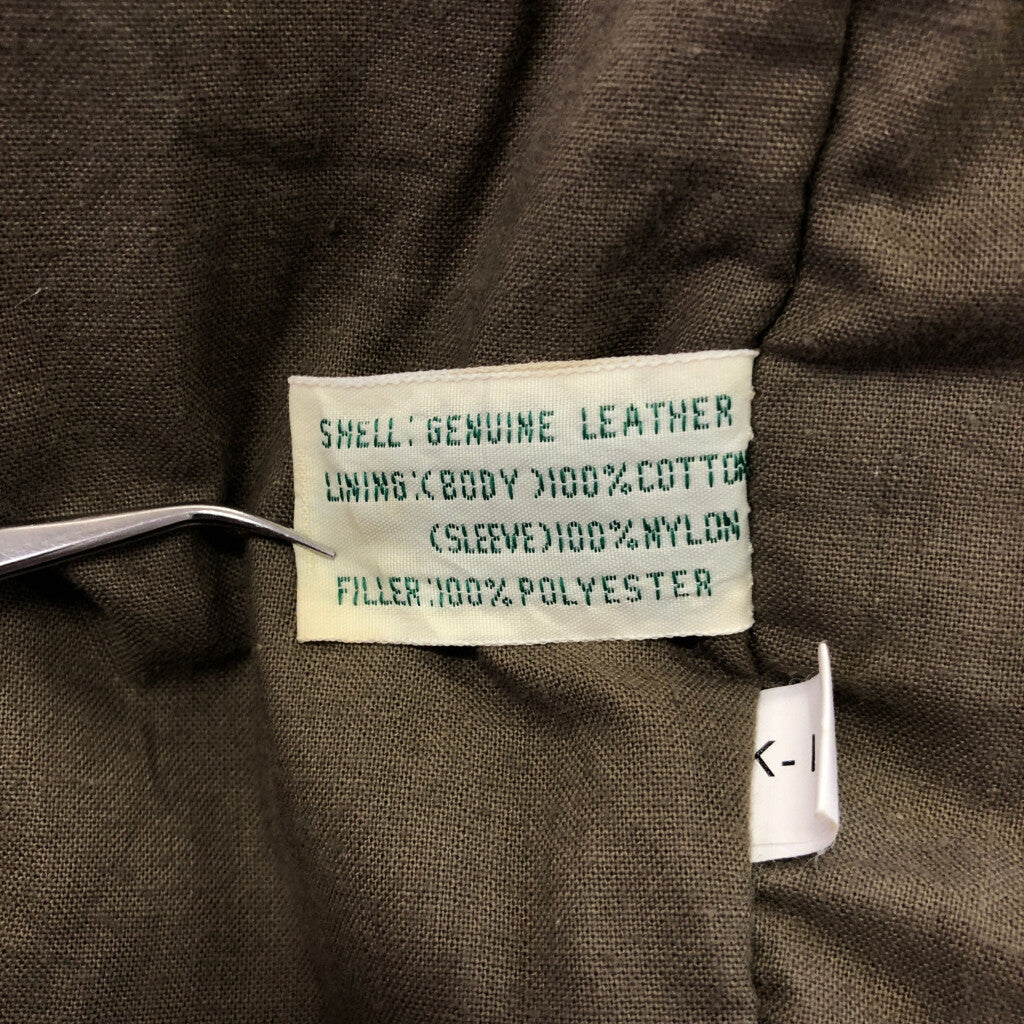 SHELL: GENUINE LEATHER
LINING:(BODY)100%COTTON
(SLEEVE)100%NYLON
FILLER:100%POLYESTER
K-